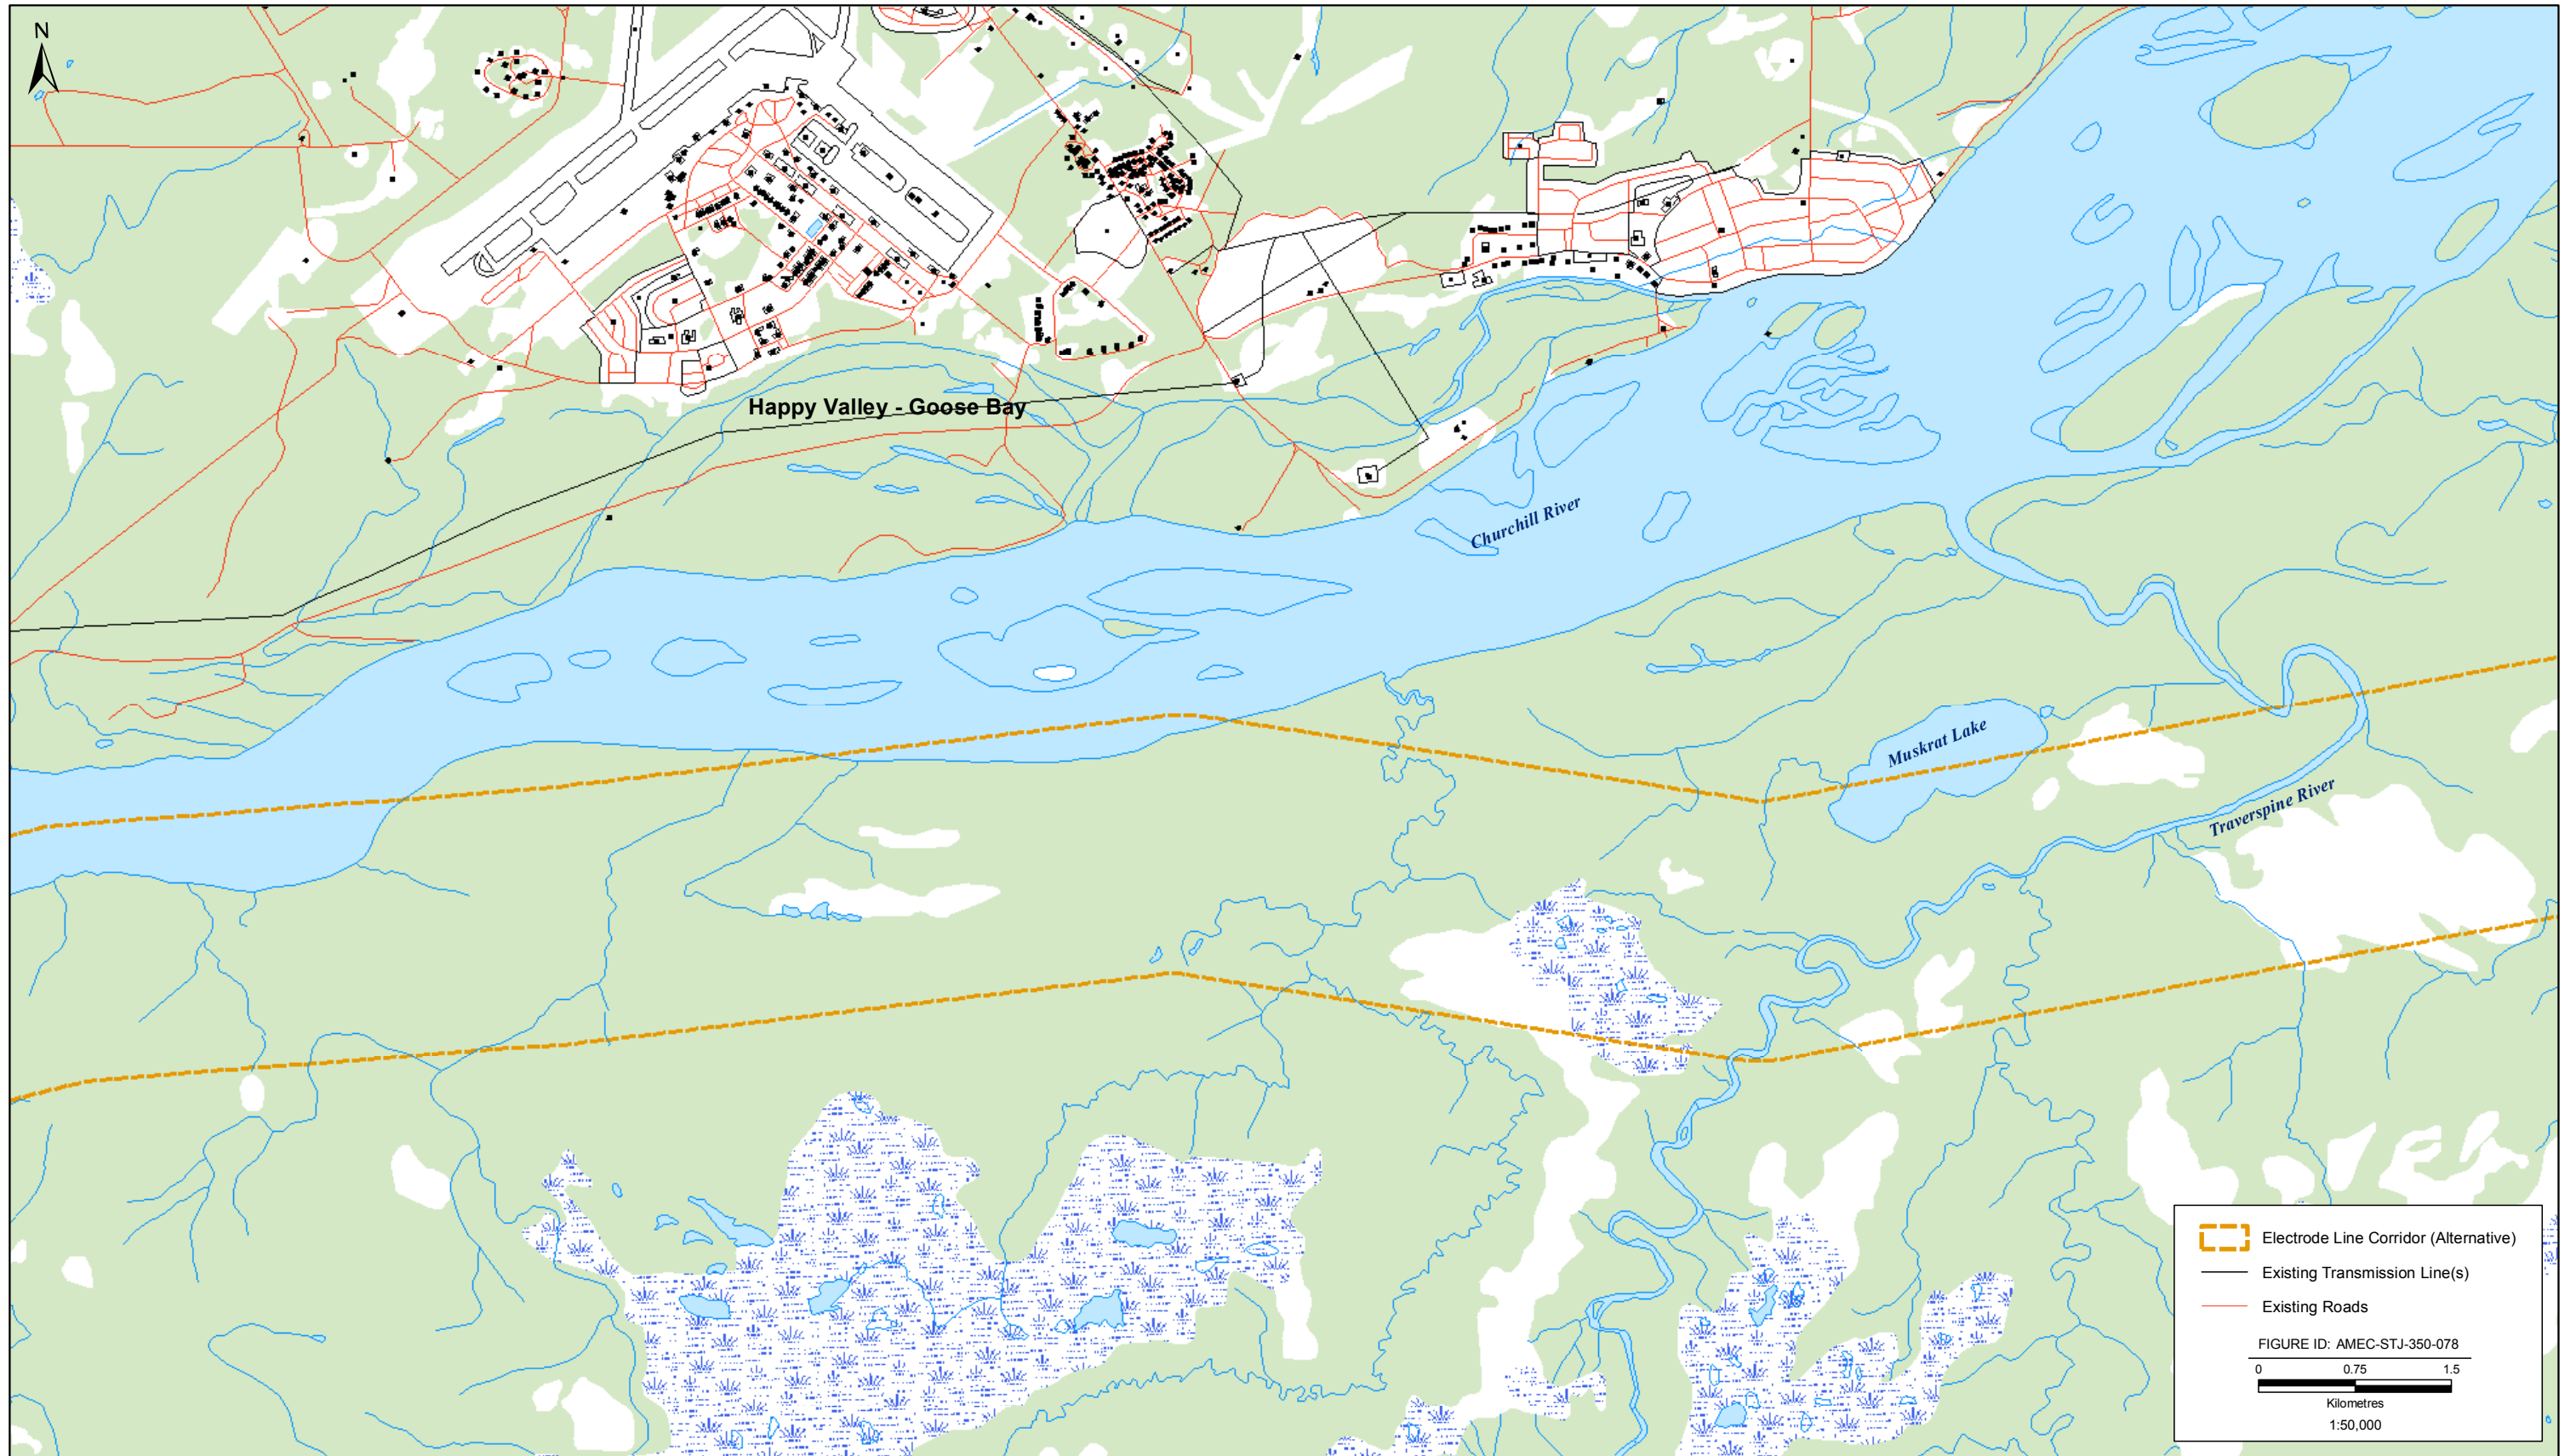 N
Happy Valley - Goose Bay
Churchill River
Muskrat Lake
Traverspine River
Electrode Line Corridor (Alternative)
Existing Transmission Line(s)
Existing Roads
FIGURE ID: AMEC-STJ-350-078
0 0.75 1.5
Kilometres
1:50,000